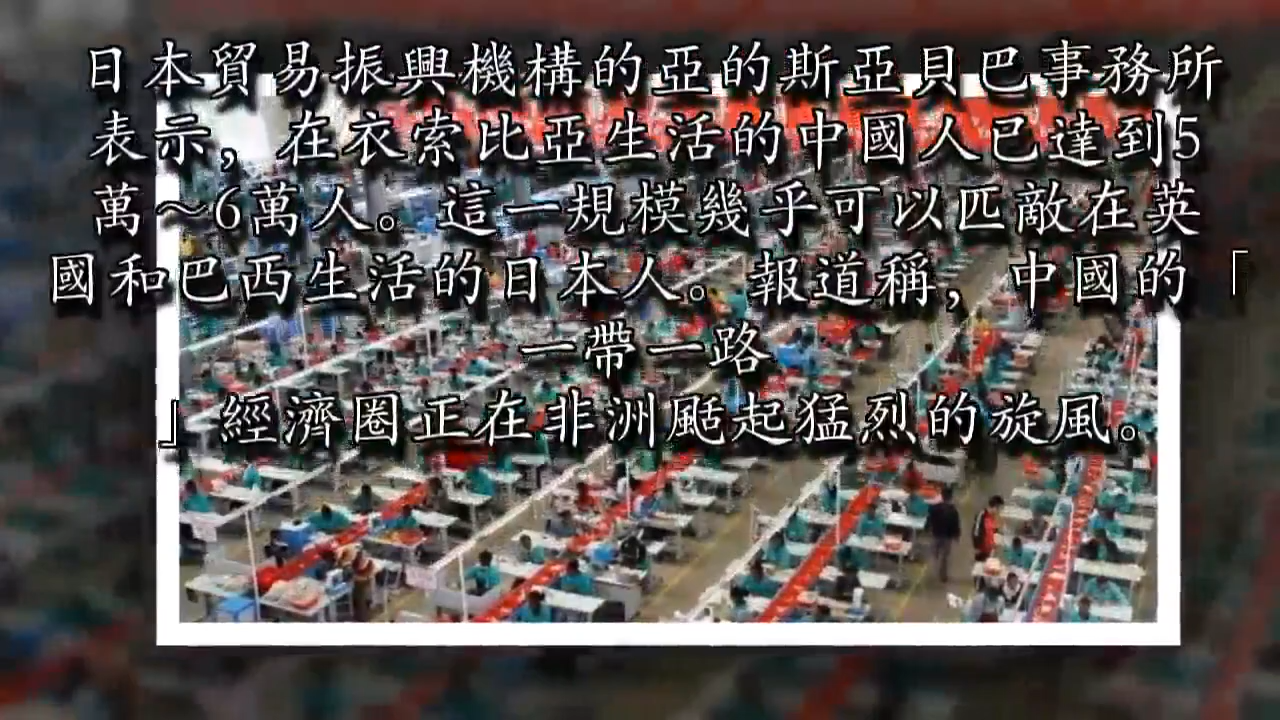 日本貿易振興機構的亞的斯亞貝巴事務所
表示，在衣索比亞生活的中國人已達到5
萬～6萬人。這一規模幾乎可以匹敵在英
國和巴西生活的日本人。報道稱，中國的「
一帶一路
」經濟圈正在非洲颳起猛烈的旋風。